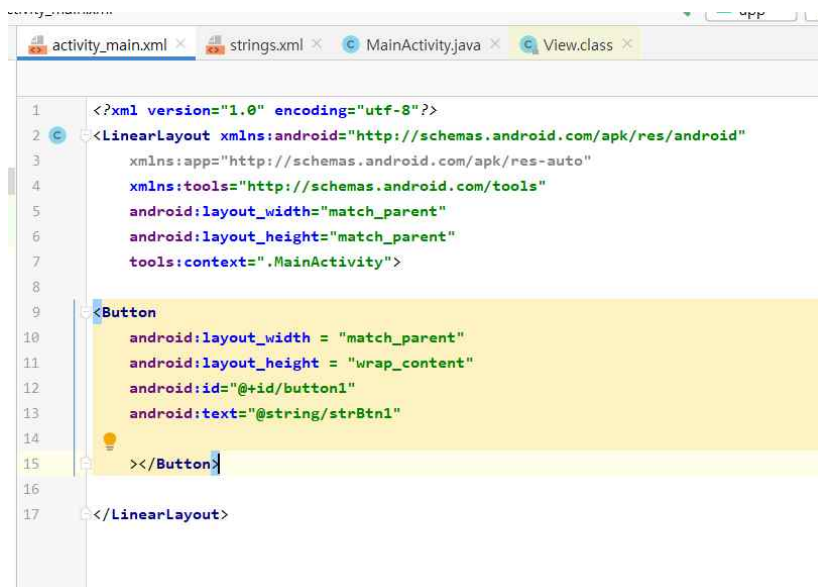 activity_main.xml strings.xml MainActivity.java View.class
1 <?xml version="1.0" encoding="utf-8"?>
2 <LinearLayout xmlns:android="http://schemas.android.com/apk/res/android"
3 xmlns:app="http://schemas.android.com/apk/res-auto"
4 xmlns:tools="http://schemas.android.com/tools"
5 android:layout_width="match_parent"
6 android:layout_height="match_parent"
7 tools:context=".MainActivity">
8
9 <Button
10 android:layout_width = "match_parent"
11 android:layout_height = "wrap_content"
12 android:id="@+id/button1"
13 android:text="@string/strBtn1"
14
15 ></Button>
16
17 </LinearLayout>